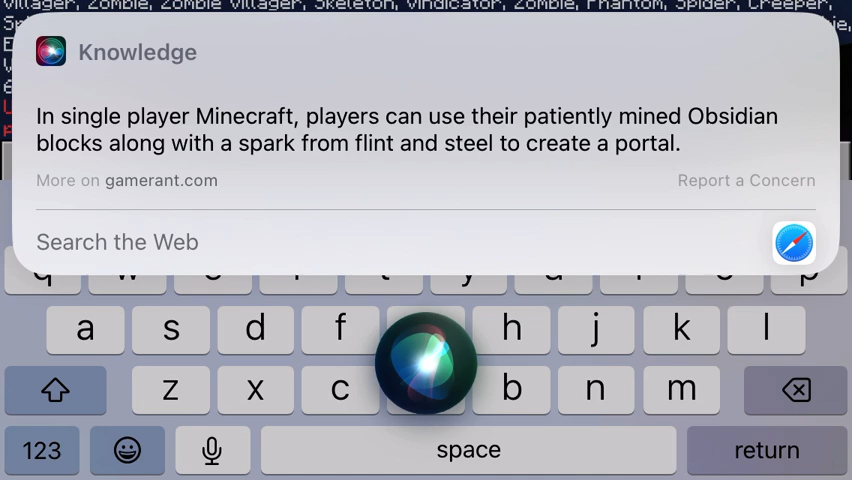 Villager, Zombie, Zombie Villager, Skeleton, Vindicator, Zombie, Phantom, Spider, Creeper,
Knowledge
In single player Minecraft, players can use their patiently mined Obsidian
blocks along with a spark from flint and steel to create a portal.
More on gamerant.com Report a Concern
Search the Web
q w e r t y u i o p
a s d f h j k l
z x c b n m
123 space return